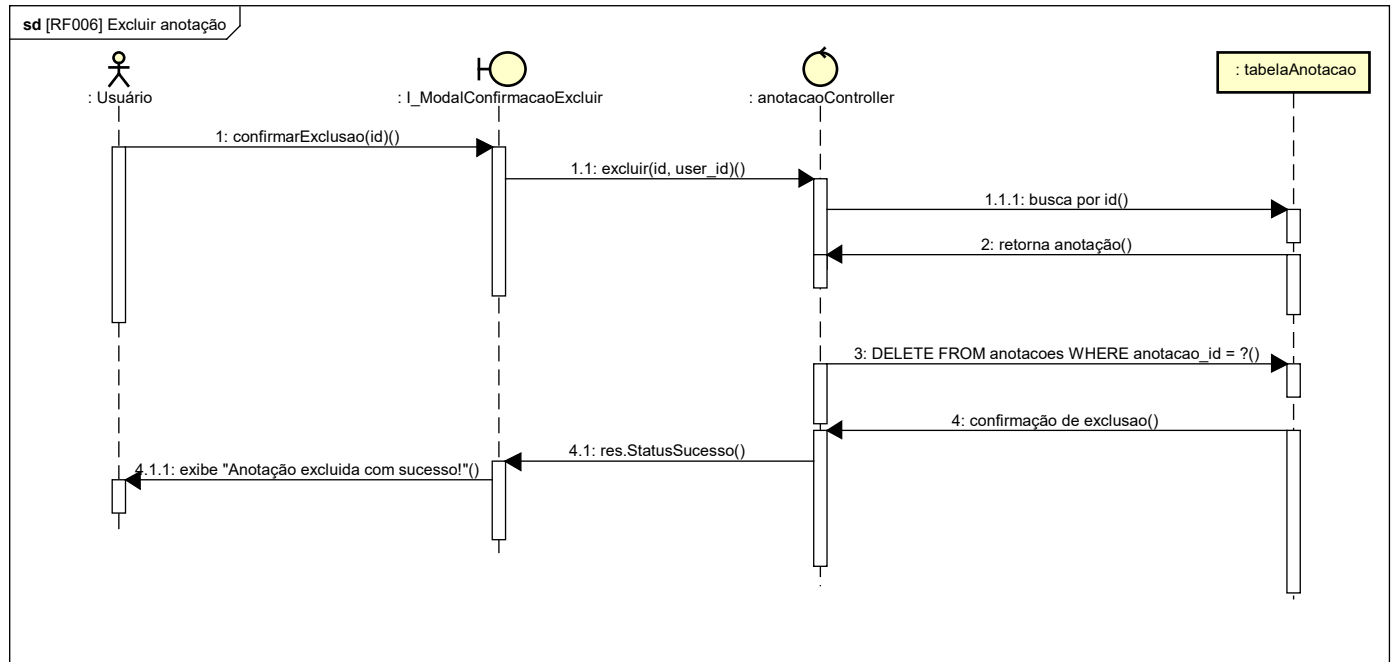 sd [RF006] Excluir anotação
: Usuário
: I_ModalConfirmacaoExcluir
: anotacaoController
: tabelaAnotacao
1: confirmarExclusao(id)()
1.1: excluir(id, user_id)()
1.1.1: busca por id()
2: retorna anotação()
3: DELETE FROM anotacoes WHERE anotacao_id = ?()
4: confirmação de exclusao()
4.1: res.StatusSucesso()
4.1.1: exibe "Anotação excluida com sucesso!"()